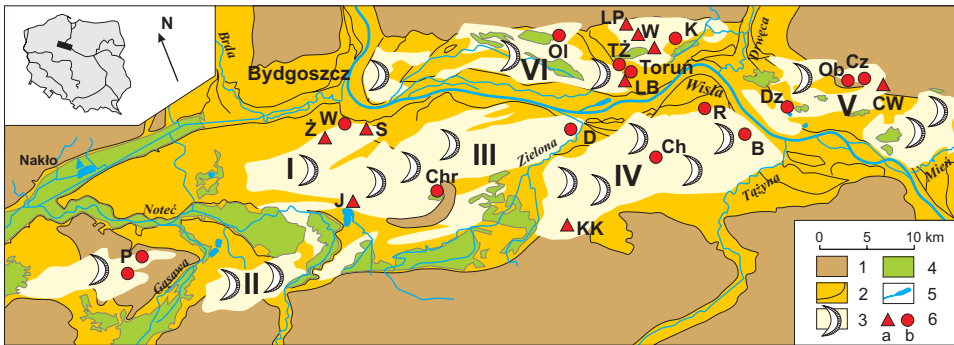 N
Brda
Bydgoszcz
Nakło
Noteć
Gąsawa
P
Ż
W
S
J
I
II
III
Chr
Zielona
D
IV
Ch
KK
R
B
Tążyna
VI
Ol
LP
W
K
TŻ
Toruń
LB
Wisła
Drwęca
Dz
Ob
Cz
CW
V
Mień
0 5 10 km
1 4
2 5
3 6
a b